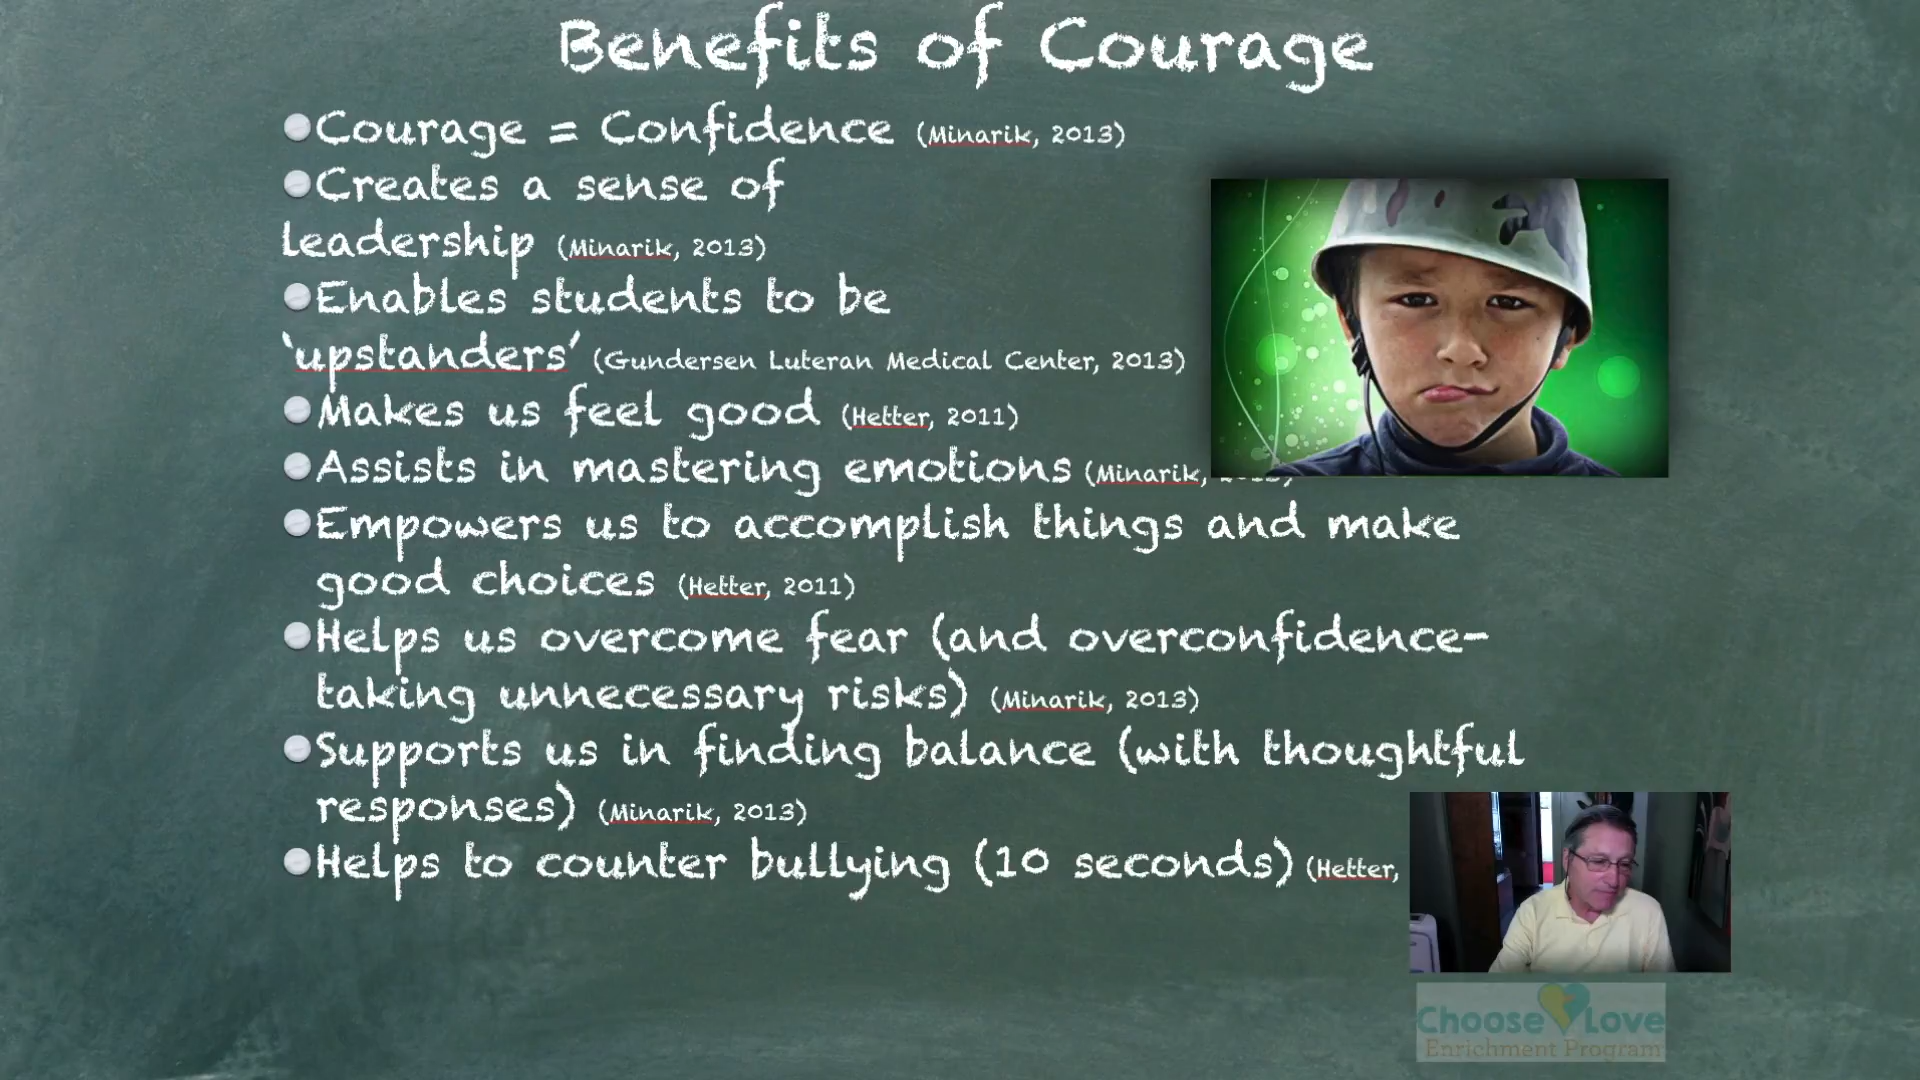 Benefits of Courage
Courage = Confidence (Minarik, 2013)
Creates a sense of
leadership (Minarik, 2013)
Enables students to be
‘upstanders’ (Gundersen Luteran Medical Center, 2013)
Makes us feel good (Hetter, 2011)
Assists in mastering emotions (Minarik,
Empowers us to accomplish things and make
good choices (Hetter, 2011)
Helps us overcome fear (and overconfidence-
taking unnecessary risks) (Minarik, 2013)
Supports us in finding balance (with thoughtful
responses) (Minarik, 2013)
Helps to counter bullying (10 seconds) (Hetter,
Choose Love
Enrichment Program